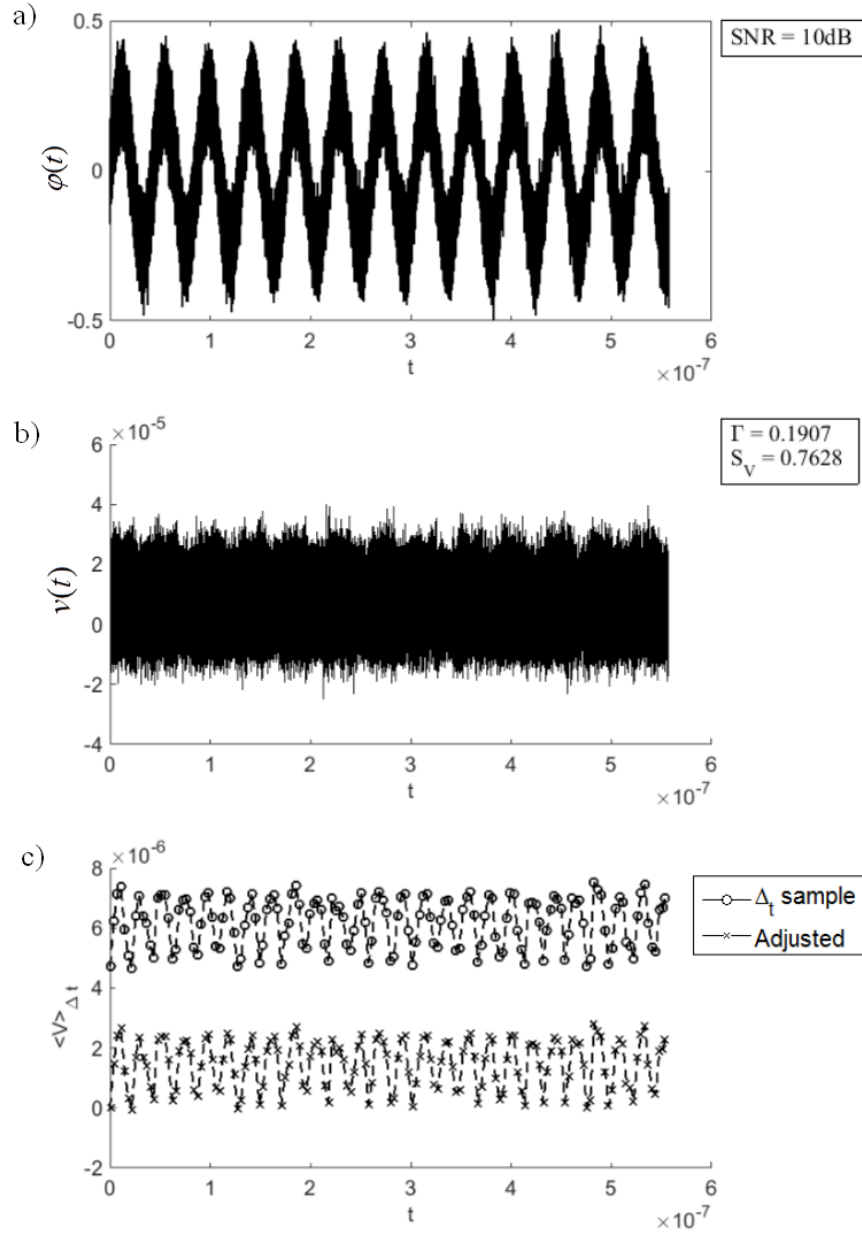 a)
0.5
0
-0.5
φ(t)
0 1 2 3 4 5 6
t
×10⁻⁷
SNR = 10dB
b)
×10⁻⁵
6
4
2
0
-2
-4
v(t)
0 1 2 3 4 5 6
t
×10⁻⁷
Γ = 0.1907
S_V = 0.7628
c)
×10⁻⁶
8
6
4
2
0
-2
<V>_Δt
0 1 2 3 4 5 6
t
×10⁻⁷
Δ_t sample
Adjusted